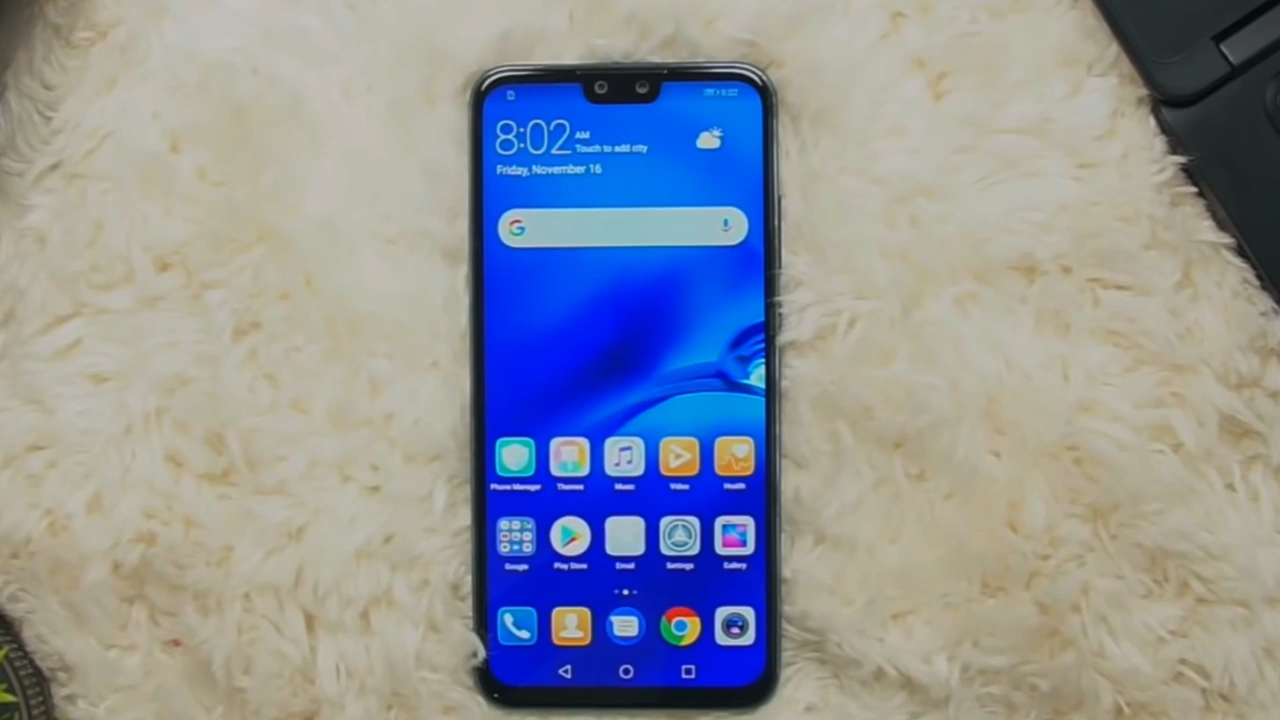 8:02 AM
Touch to add city
Friday, November 16
Phone Manager Themes Music Video Health
Google Play Store Email Settings Gallery